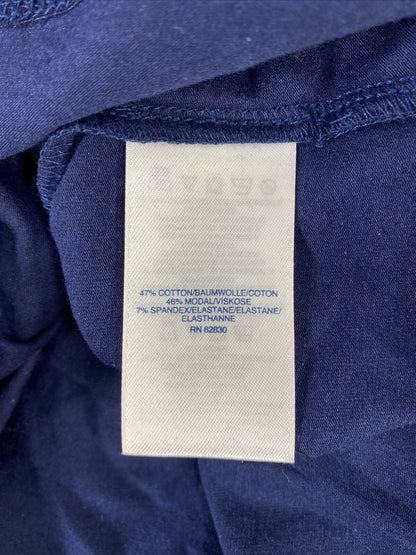 47% COTTON/BAUMWOLLE/COTON
46% MODAL/VISKOSE
7% SPANDEX/ELASTANE/ELASTANE/
ELASTHANNE
RN 62830